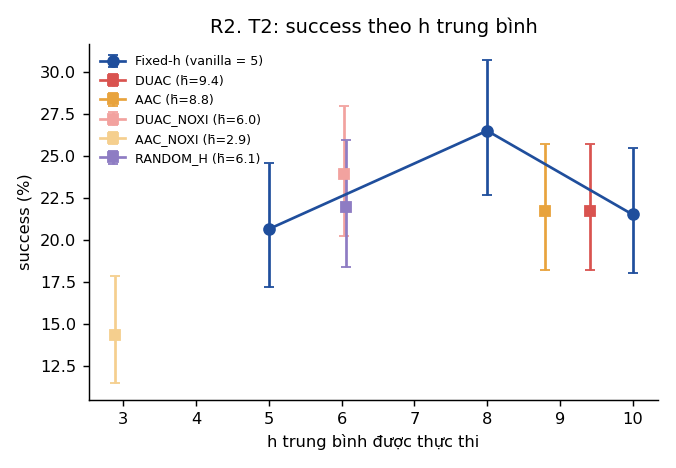 R2. T2: success theo h trung bình
Fixed-h (vanilla = 5)
DUAC (h̄=9.4)
AAC (h̄=8.8)
DUAC_NOXI (h̄=6.0)
AAC_NOXI (h̄=2.9)
RANDOM_H (h̄=6.1)
success (%)
30.0
27.5
25.0
22.5
20.0
17.5
15.0
12.5
3 4 5 6 7 8 9 10
h trung bình được thực thi